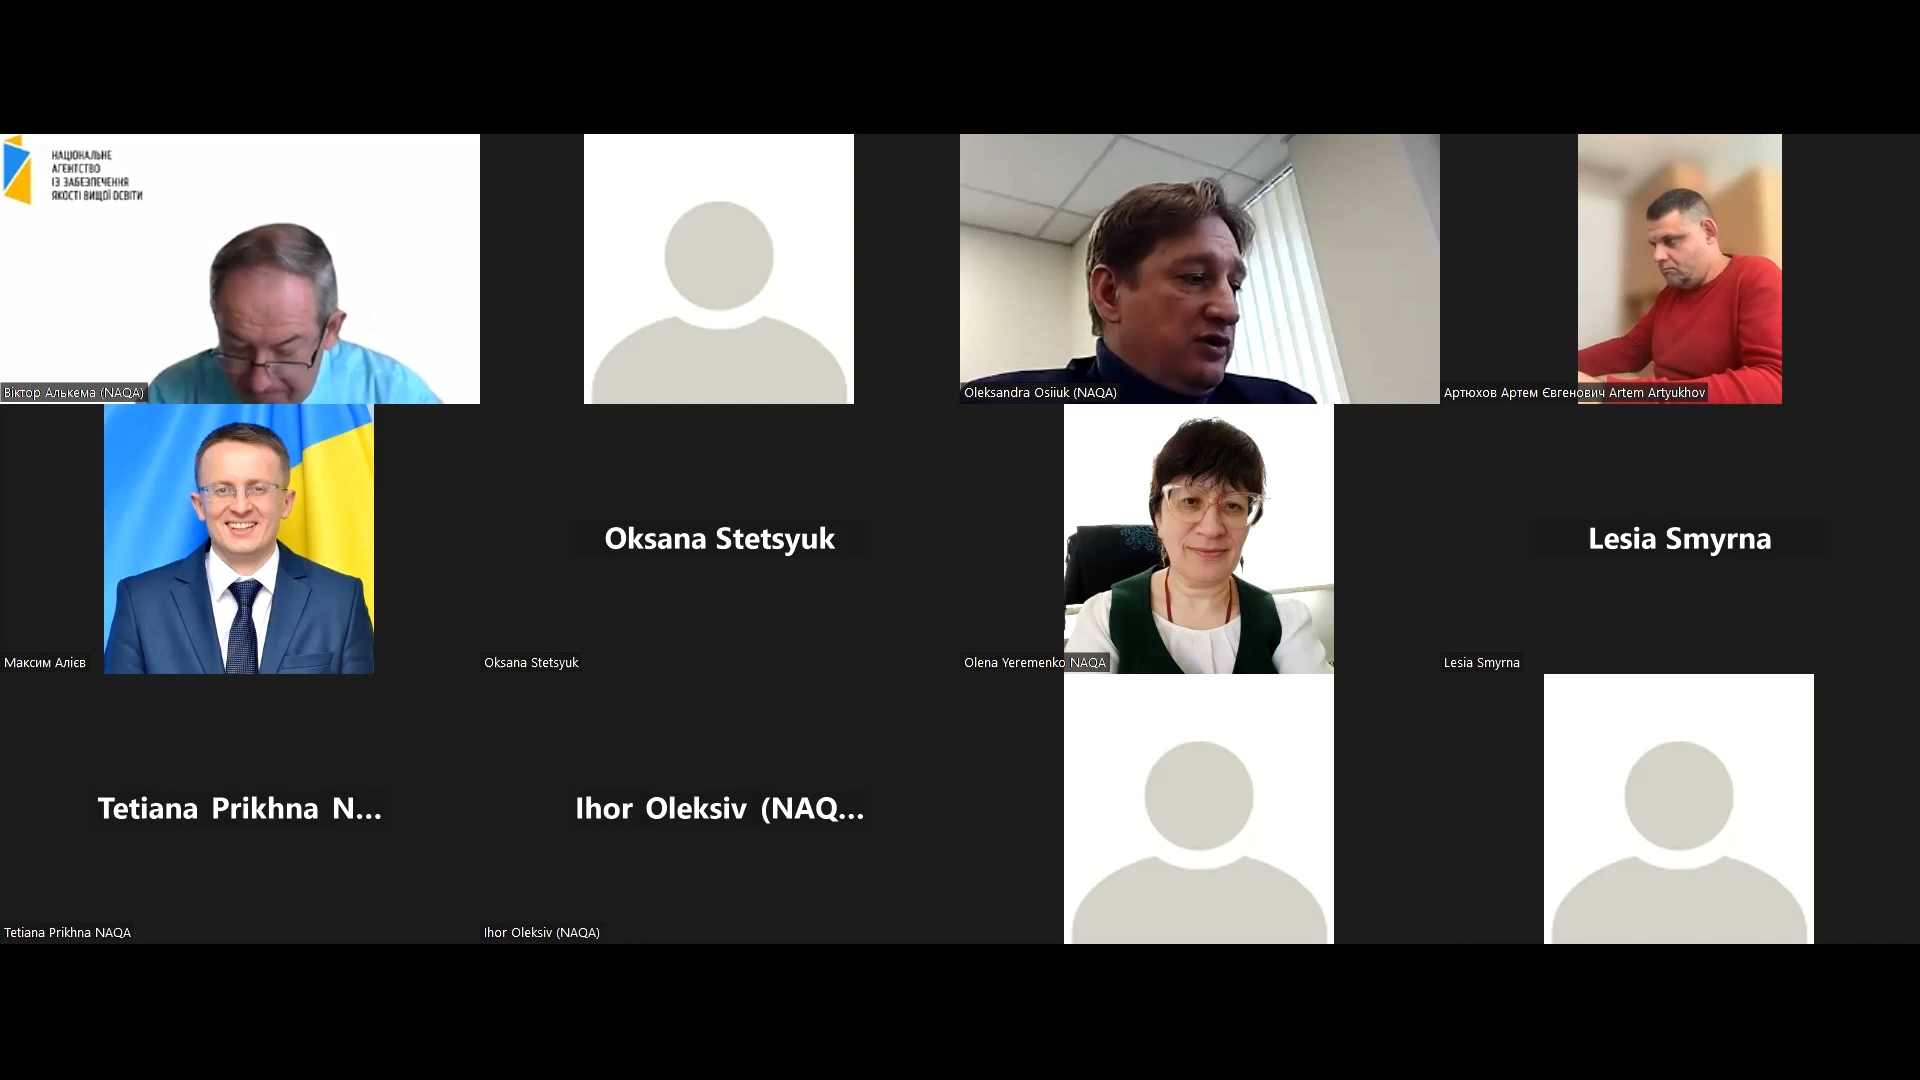 НАЦІОНАЛЬНЕ
АГЕНТСТВО
ІЗ ЗАБЕЗПЕЧЕННЯ
ЯКОСТІ ВИЩОЇ ОСВІТИ
Віктор Алькема (NAQA)
Oleksandra Osiiuk (NAQA)
Артюхов Артем Євгенович Artem Artyukhov
Максим Алієв
Oksana Stetsyuk
Oksana Stetsyuk
Olena Yeremenko NAQA
Lesia Smyrna
Lesia Smyrna
Tetiana Prikhna N...
Tetiana Prikhna NAQA
Ihor Oleksiv (NAQ...
Ihor Oleksiv (NAQA)